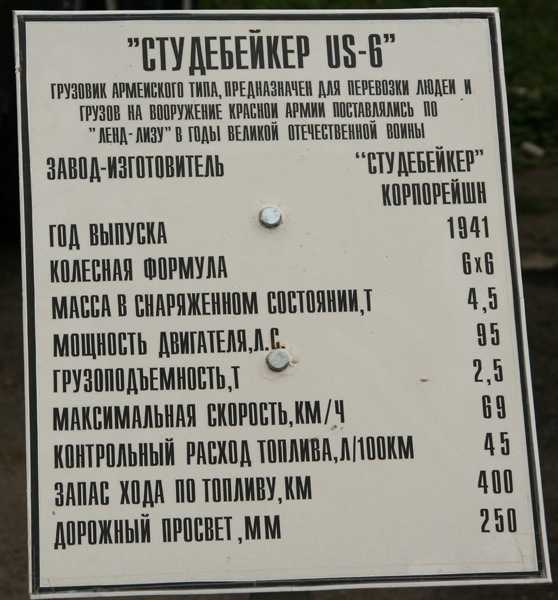 "СТУДЕБЕЙКЕР US-6"
ГРУЗОВИК АРМЕЙСКОГО ТИПА, ПРЕДНАЗНАЧЕН ДЛЯ ПЕРЕВОЗКИ ЛЮДЕЙ И
ГРУЗОВ НА ВООРУЖЕНИЕ КРАСНОЙ АРМИИ ПОСТАВЛЯЛИСЬ ПО
"ЛЕНД-ЛИЗУ" В ГОДЫ ВЕЛИКОЙ ОТЕЧЕСТВЕННОЙ ВОЙНЫ
ЗАВОД-ИЗГОТОВИТЕЛЬ "СТУДЕБЕЙКЕР"
КОРПОРЕЙШН
ГОД ВЫПУСКА 1941
КОЛЕСНАЯ ФОРМУЛА 6x6
МАССА В СНАРЯЖЕННОМ СОСТОЯНИИ,Т 4,5
МОЩНОСТЬ ДВИГАТЕЛЯ,Л.С. 95
ГРУЗОПОДЪЕМНОСТЬ,Т 2,5
МАКСИМАЛЬНАЯ СКОРОСТЬ,КМ/Ч 69
КОНТРОЛЬНЫЙ РАСХОД ТОПЛИВА,Л/100КМ 45
ЗАПАС ХОДА ПО ТОПЛИВУ,КМ 400
ДОРОЖНЫЙ ПРОСВЕТ,ММ 250